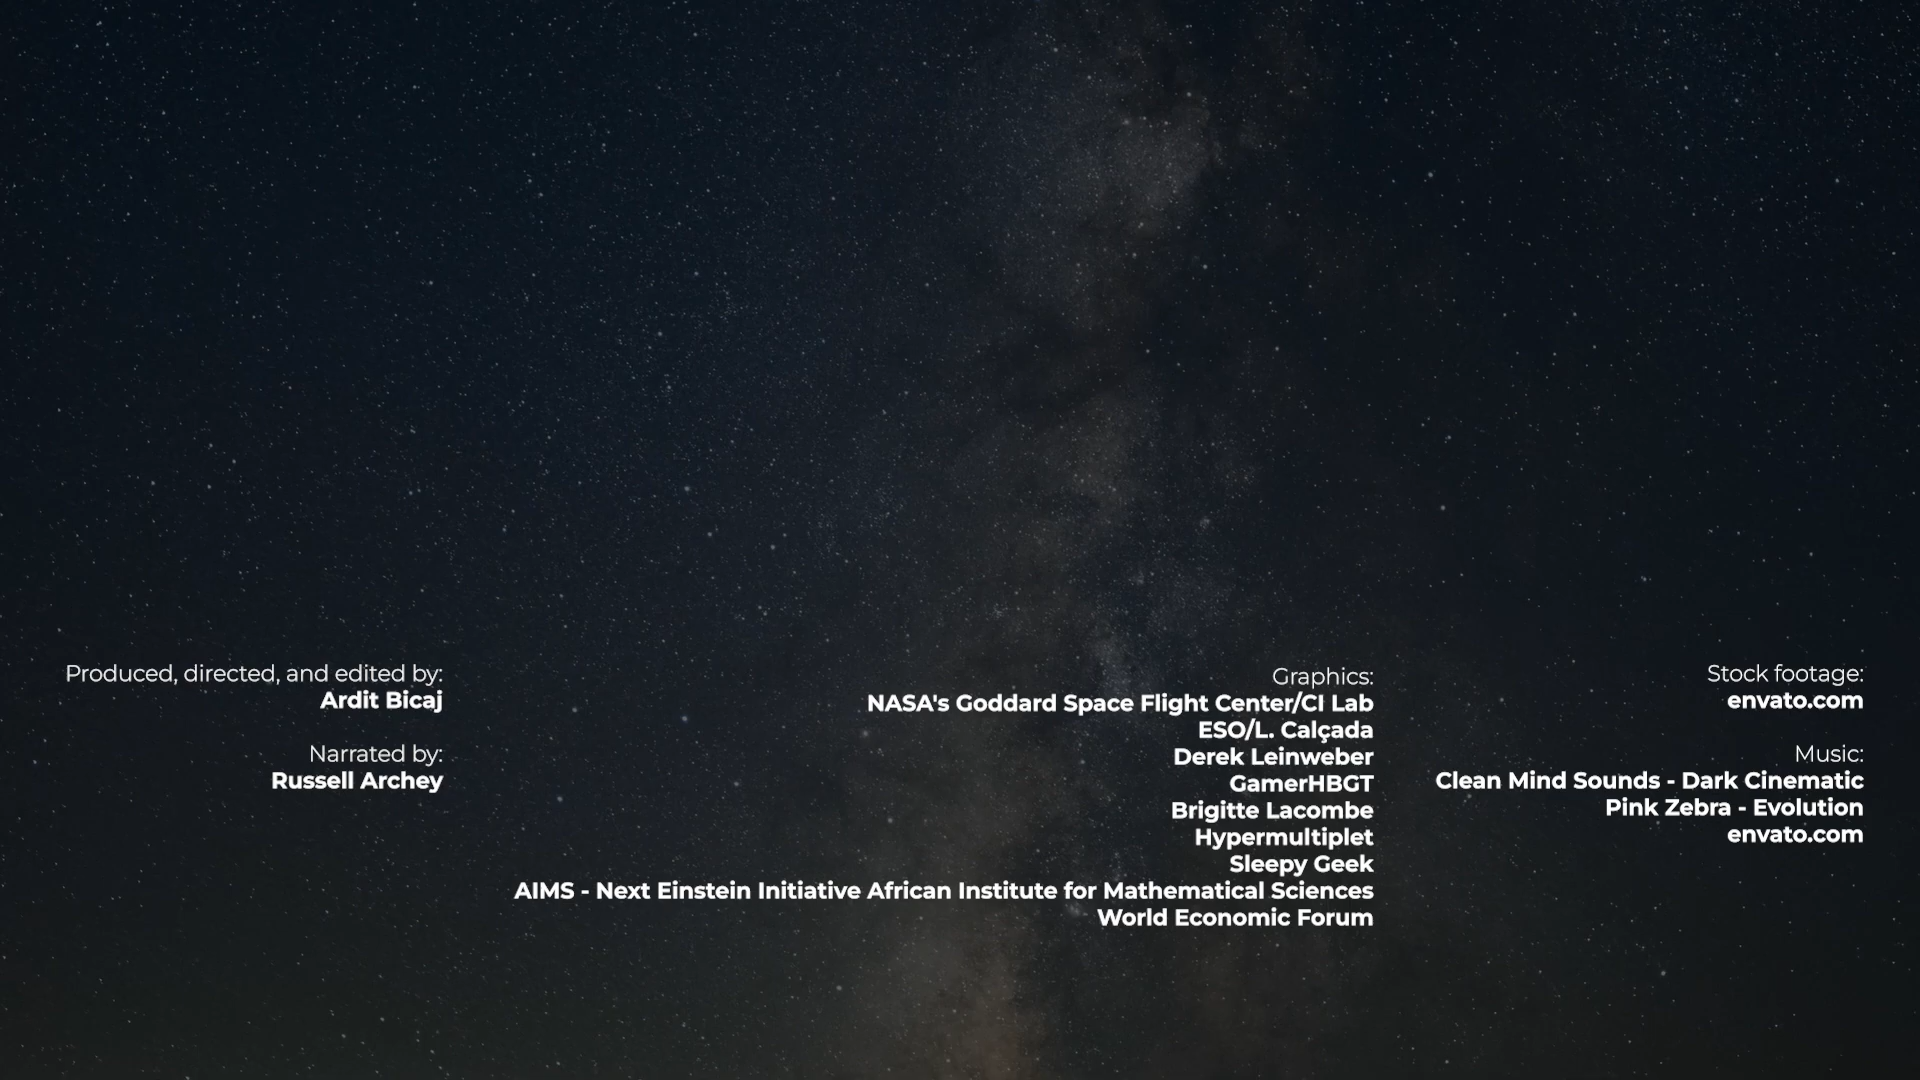 Produced, directed, and edited by:
Ardit Bicaj
Narrated by:
Russell Archey
Graphics:
NASA's Goddard Space Flight Center/CI Lab
ESO/L. Calçada
Derek Leinweber
GamerHBGT
Brigitte Lacombe
Hypermultiplet
Sleepy Geek
AIMS - Next Einstein Initiative African Institute for Mathematical Sciences
World Economic Forum
Stock footage:
envato.com
Music:
Clean Mind Sounds - Dark Cinematic
Pink Zebra - Evolution
envato.com